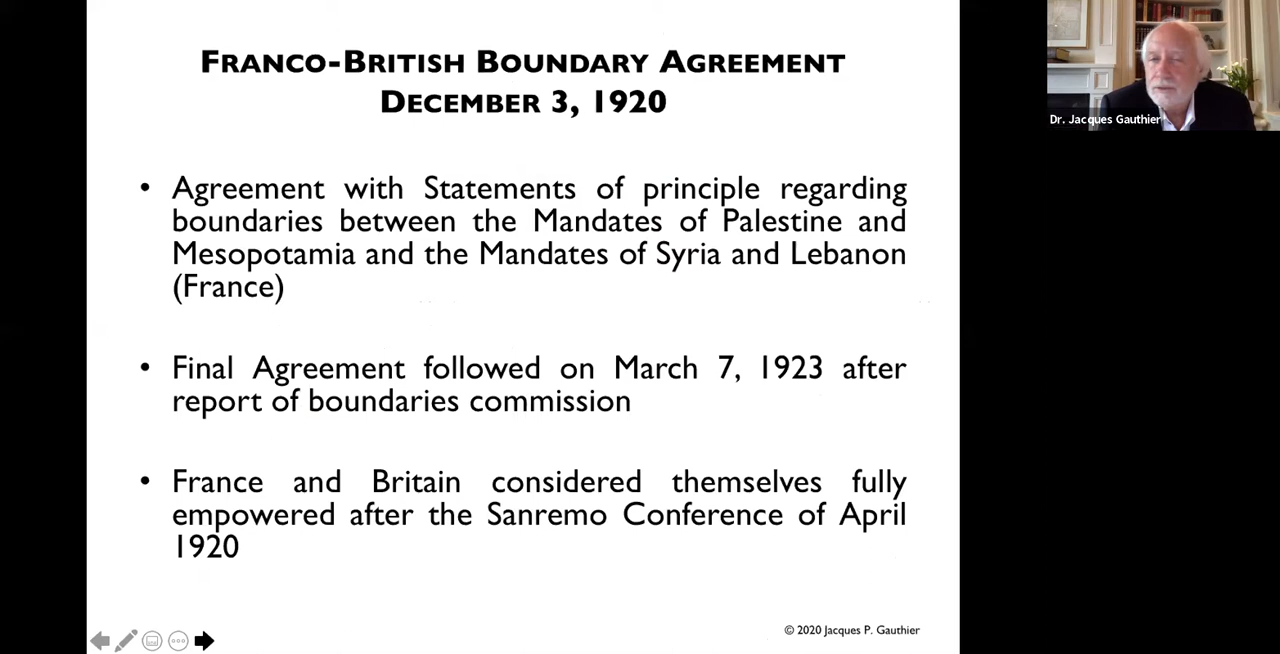 FRANCO-BRITISH BOUNDARY AGREEMENT
DECEMBER 3, 1920
• Agreement with Statements of principle regarding
boundaries between the Mandates of Palestine and
Mesopotamia and the Mandates of Syria and Lebanon
(France)
• Final Agreement followed on March 7, 1923 after
report of boundaries commission
• France and Britain considered themselves fully
empowered after the Sanremo Conference of April
1920
© 2020 Jacques P. Gauthier
Dr. Jacques Gauthier